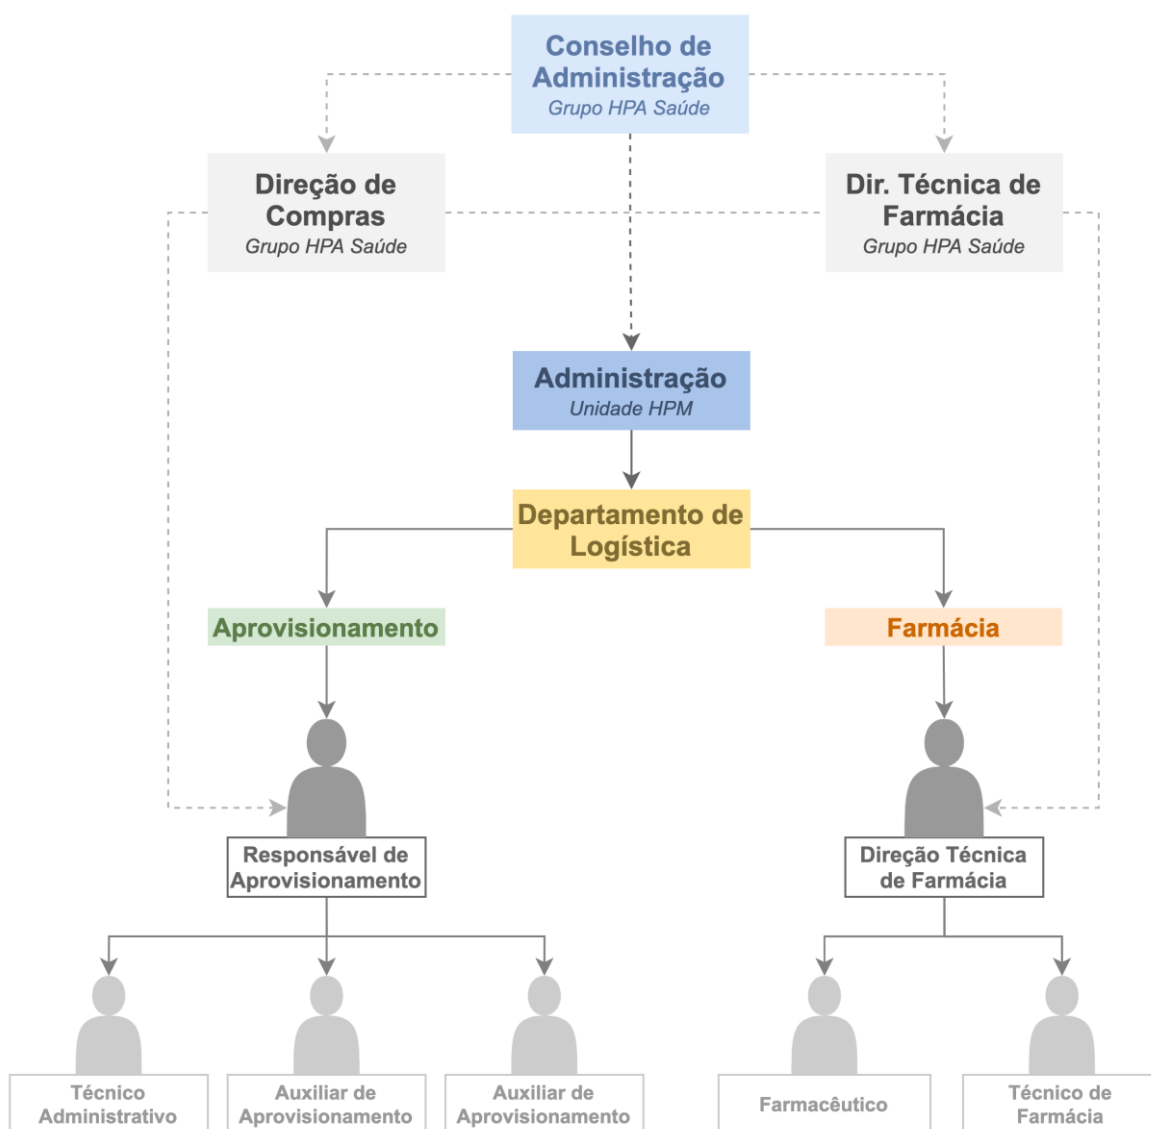 Conselho de
Administração
Grupo HPA Saúde
Direção de
Compras
Grupo HPA Saúde
Dir. Técnica de
Farmácia
Grupo HPA Saúde
Administração
Unidade HPM
Departamento de
Logística
Aprovisionamento
Farmácia
Responsável de
Aprovisionamento
Direção Técnica
de Farmácia
Técnico
Administrativo
Auxiliar de
Aprovisionamento
Auxiliar de
Aprovisionamento
Farmacêutico
Técnico de
Farmácia